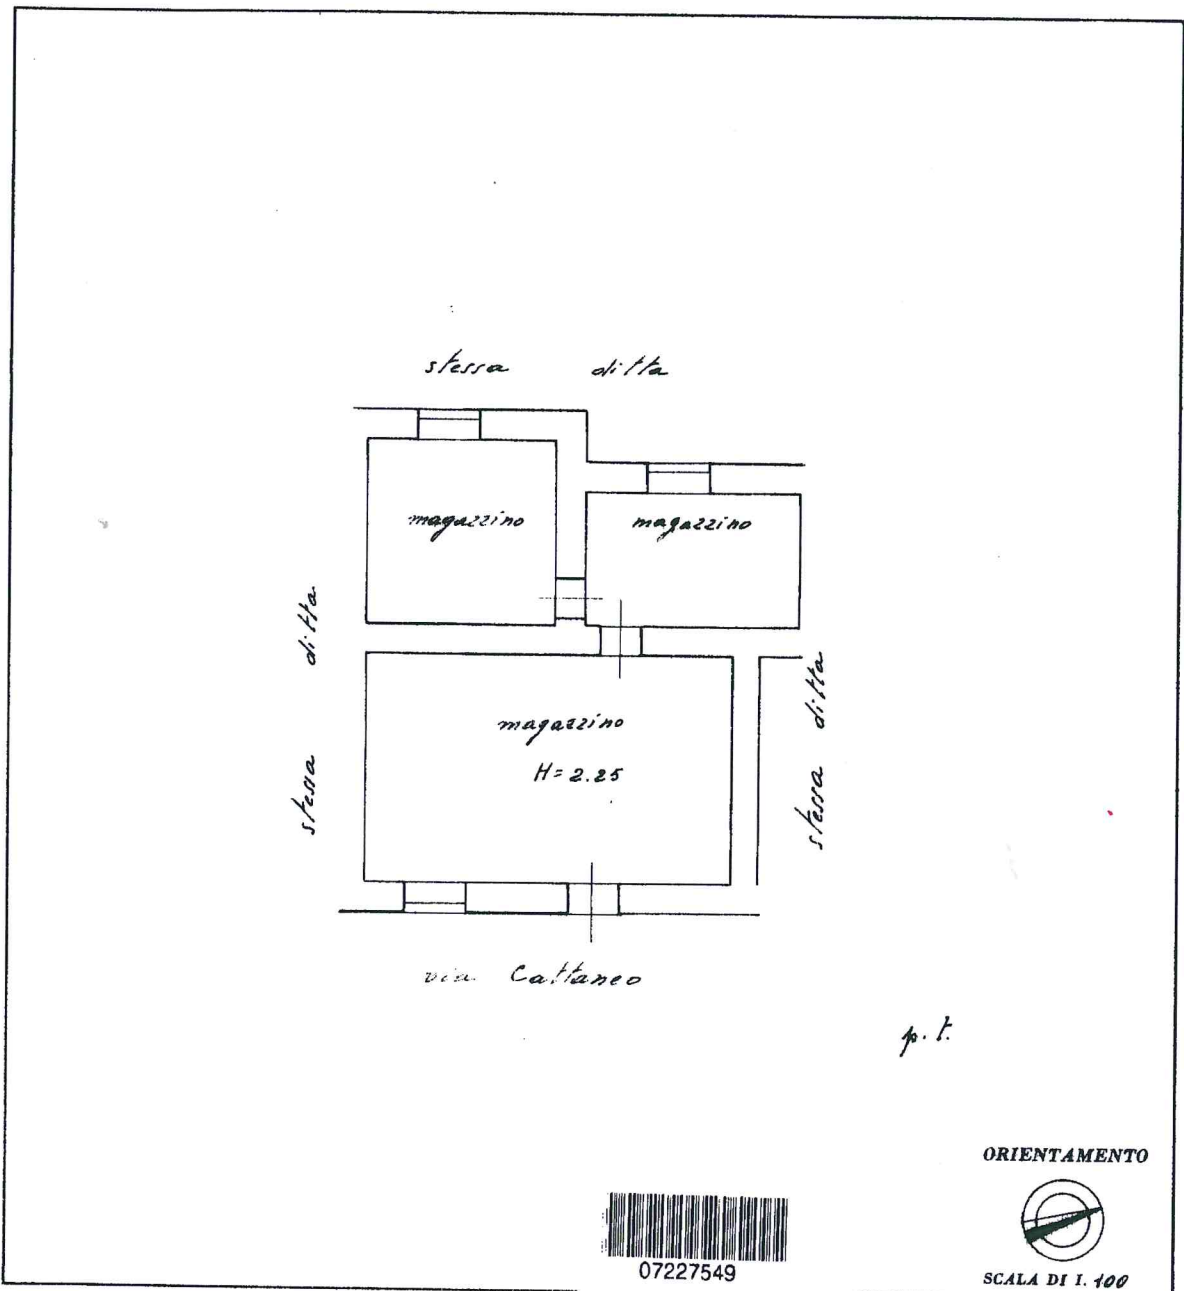 stessa ditta
magazzino
magazzino
stessa ditta
magazzino
H = 2.25
stessa ditta
via Cattaneo
p. t.
ORIENTAMENTO
07227549
SCALA DI 1. 100